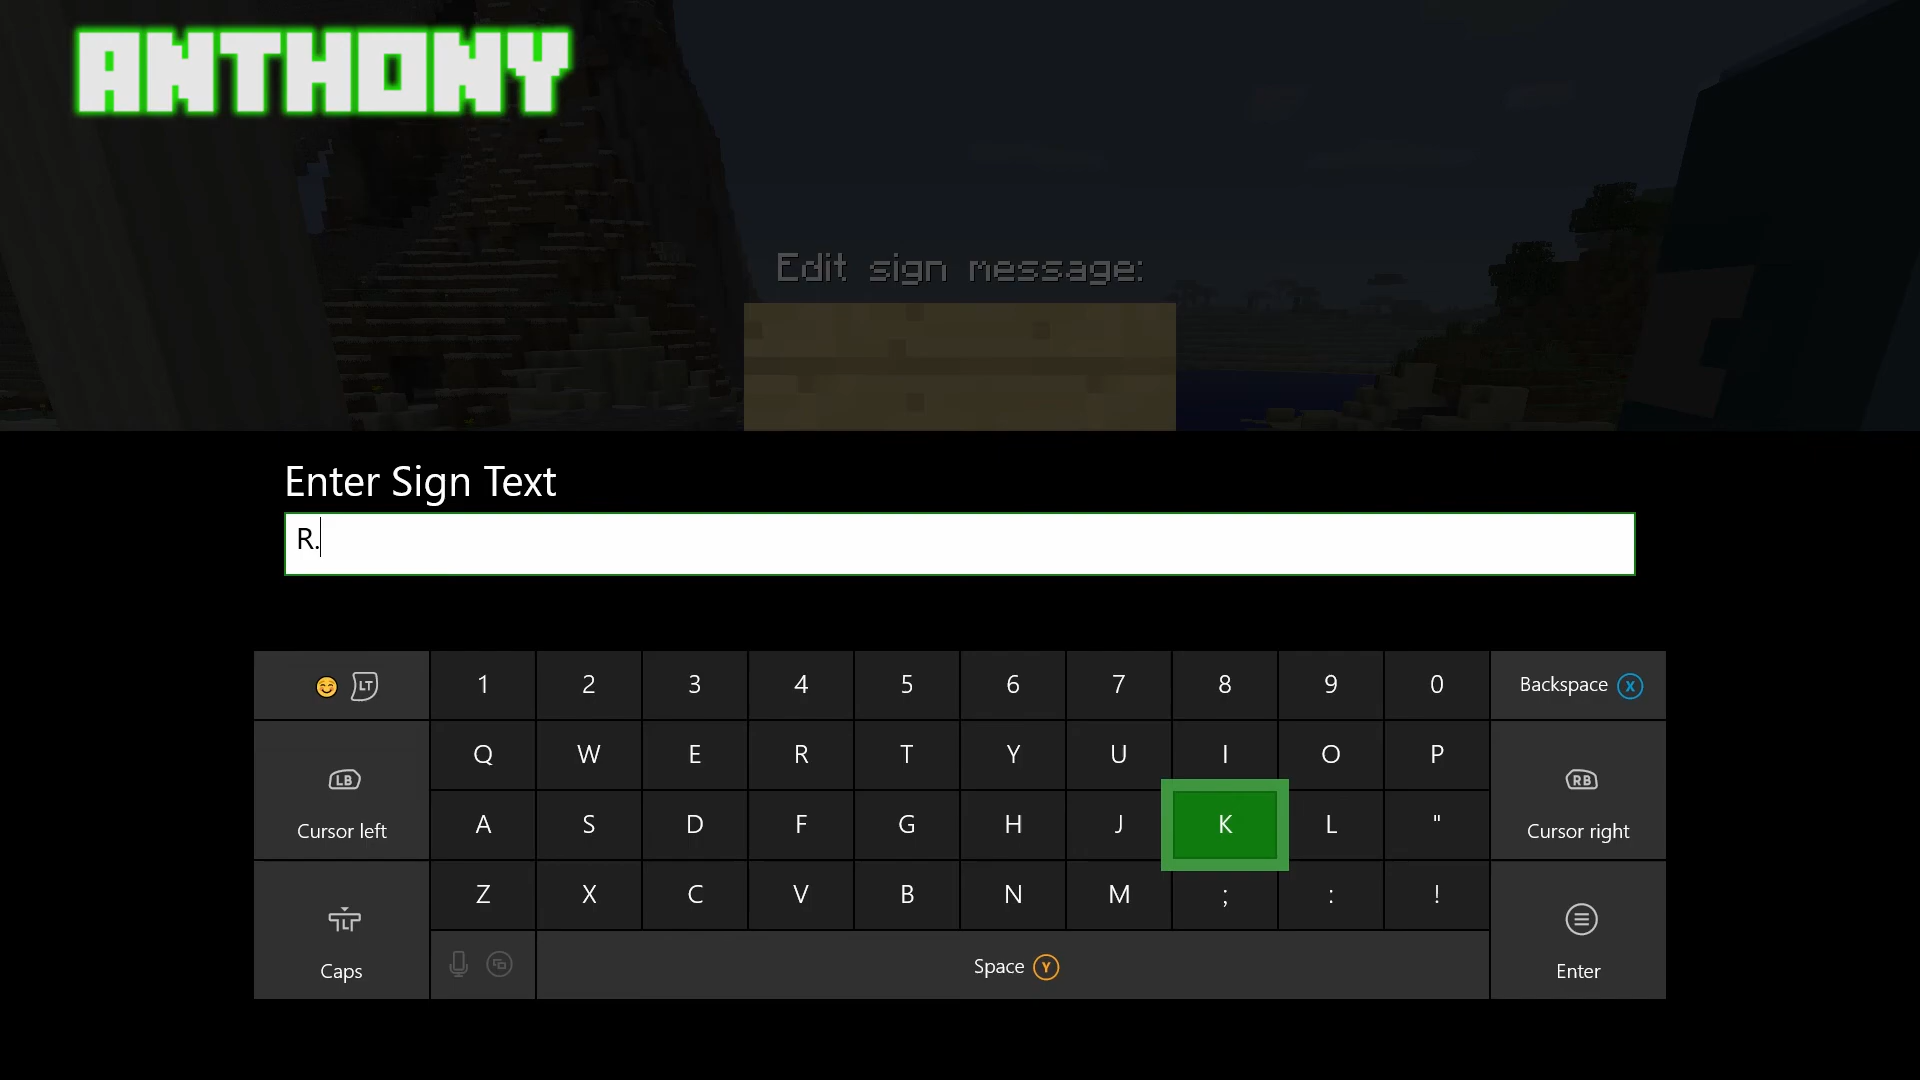 ANTHONY
Edit sign message:
Enter Sign Text
R.
😊 LT 1 2 3 4 5 6 7 8 9 0 Backspace X
LB Q W E R T Y U I O P RB
Cursor left A S D F G H J K L " Cursor right
LT Z X C V B N M ; : !
Caps Space Y Enter